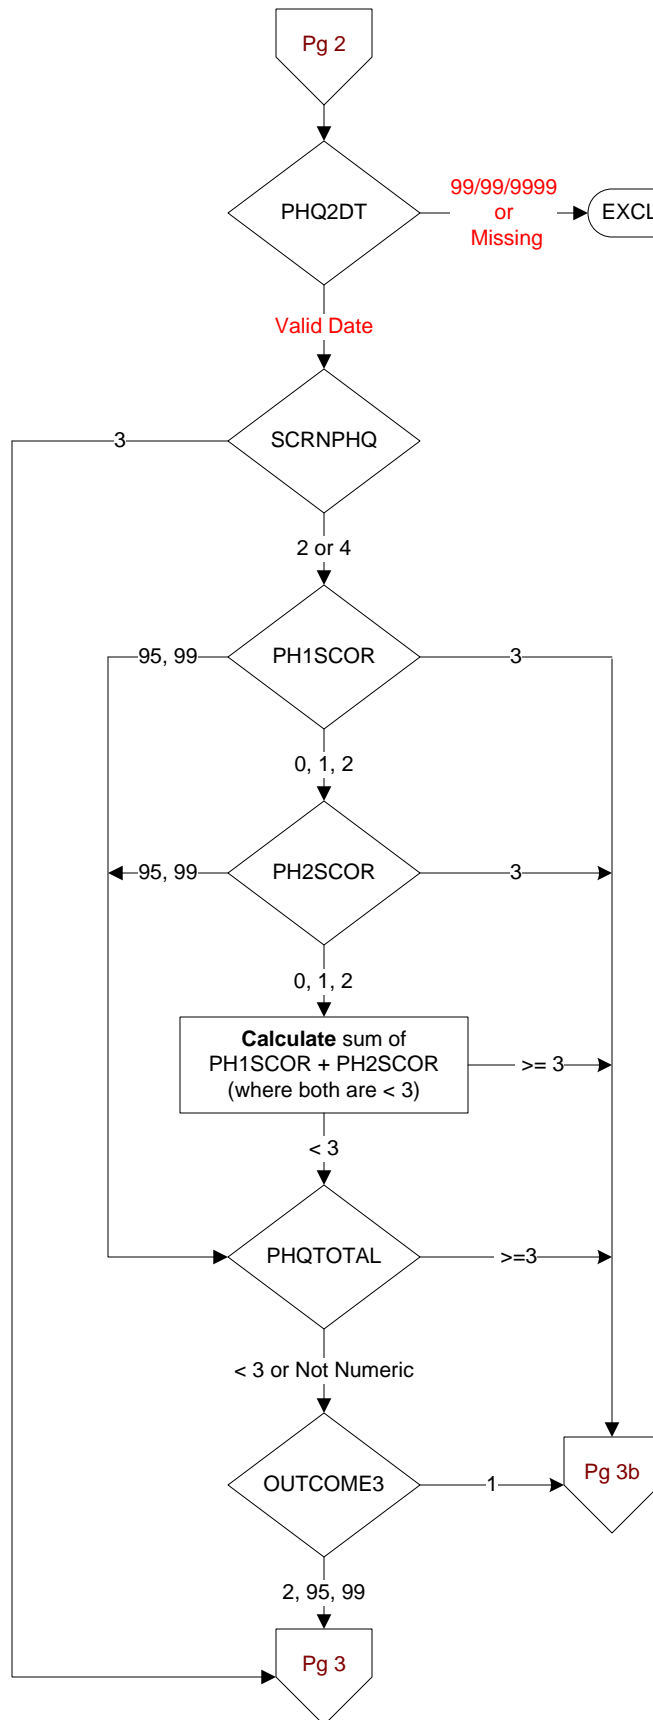 Pg 2
PHQ2DT
99/99/9999
or
Missing
EXCL
Valid Date
SCRNPHQ
3
2 or 4
PH1SCOR
95, 99
3
0, 1, 2
PH2SCOR
95, 99
3
0, 1, 2
Calculate sum of
PH1SCOR + PH2SCOR
(where both are < 3)
>= 3
< 3
PHQTOTAL
>=3
< 3 or Not Numeric
OUTCOME3
1
Pg 3b
2, 95, 99
Pg 3